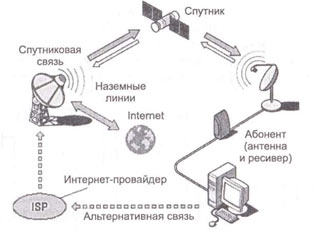 Спутник
Спутниковая
связь
Наземные
линии
Internet
Абонент
(антенна
и ресивер)
Интернет-провайдер
ISP
Альтернативная связь